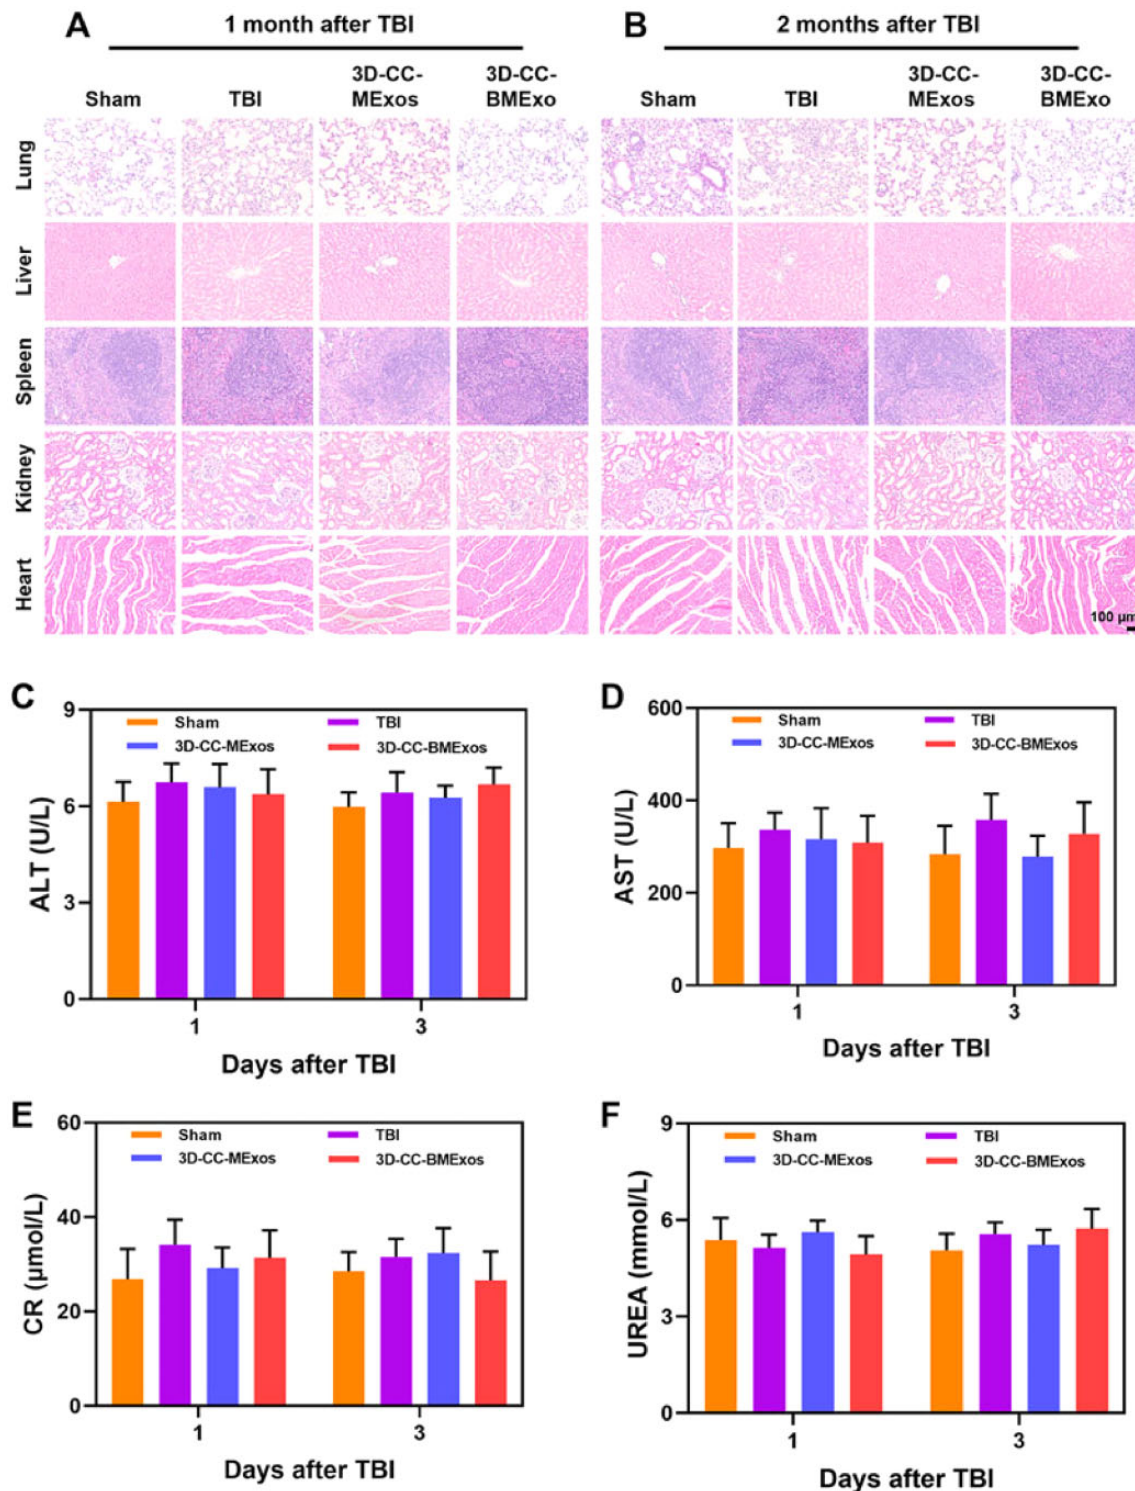 A 1 month after TBI
Sham TBI 3D-CC-MExos 3D-CC-BMExo
B 2 months after TBI
Sham TBI 3D-CC-MExos 3D-CC-BMExo
Lung
Liver
Spleen
Kidney
Heart
100 µm
C
Sham TBI
3D-CC-MExos 3D-CC-BMExos
ALT (U/L)
9
6
3
0
1 3
Days after TBI
D
Sham TBI
3D-CC-MExos 3D-CC-BMExos
AST (U/L)
600
400
200
0
1 3
Days after TBI
E
Sham TBI
3D-CC-MExos 3D-CC-BMExos
CR (µmol/L)
60
40
20
0
1 3
Days after TBI
F
Sham TBI
3D-CC-MExos 3D-CC-BMExos
UREA (mmol/L)
9
6
3
0
1 3
Days after TBI